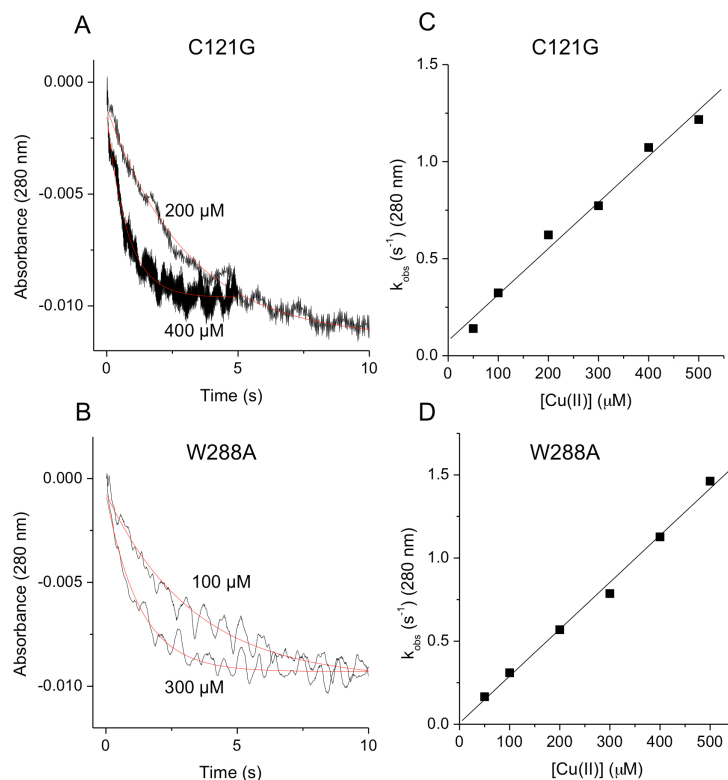 A
C121G
0.000
-0.005
-0.010
Absorbance (280 nm)
200 µM
400 µM
0
5
10
Time (s)
C
C121G
1.5
1.0
0.5
0.0
k_obs (s⁻¹) (280 nm)
0
100
200
300
400
500
[Cu(II)] (µM)
B
W288A
0.000
-0.005
-0.010
Absorbance (280 nm)
100 µM
300 µM
0
5
10
Time (s)
D
W288A
1.5
1.0
0.5
0.0
k_obs (s⁻¹) (280 nm)
0
100
200
300
400
500
[Cu(II)] (µM)